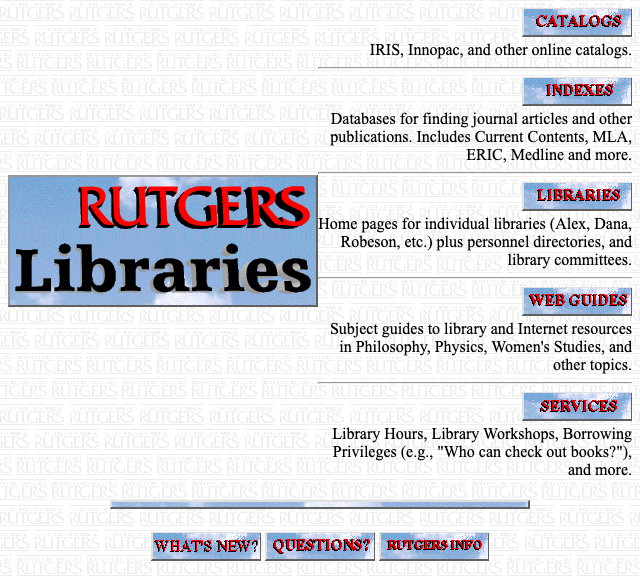 CATALOGS
IRIS, Innopac, and other online catalogs.
INDEXES
Databases for finding journal articles and other
publications. Includes Current Contents, MLA,
ERIC, Medline and more.
RUTGERS
Libraries
LIBRARIES
Home pages for individual libraries (Alex, Dana,
Robeson, etc.) plus personnel directories, and
library committees.
WEB GUIDES
Subject guides to library and Internet resources
in Philosophy, Physics, Women's Studies, and
other topics.
SERVICES
Library Hours, Library Workshops, Borrowing
Privileges (e.g., "Who can check out books?"),
and more.
WHAT'S NEW? QUESTIONS? RUTGERS INFO